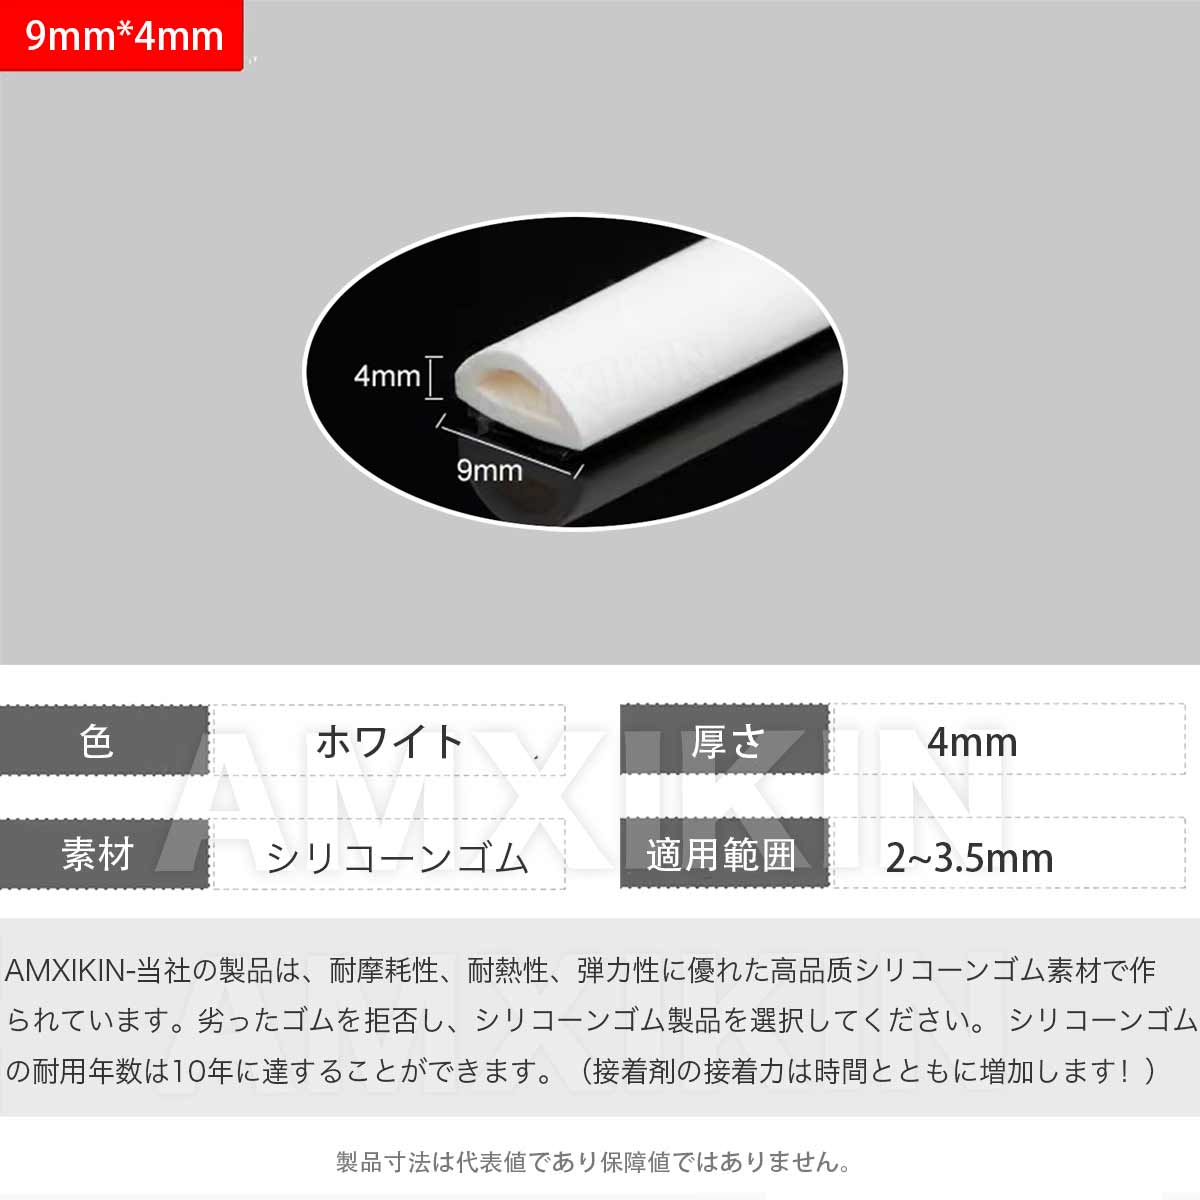 9mm*4mm
4mm
9mm
色 ホワイト 厚さ 4mm
素材 シリコーンゴム 適用範囲 2~3.5mm
AMXIKIN
AMXIKIN-当社の製品は、耐摩耗性、耐熱性、弾力性に優れた高品质シリコーンゴム素材で作
られています。劣ったゴムを拒否し、シリコーンゴム製品を選択してください。 シリコーンゴム
の耐用年数は10年に達することができます。（接着剤の接着力は時間とともに増加します！）
AMXIKIN
製品寸法は代表値であり保障値ではありません。